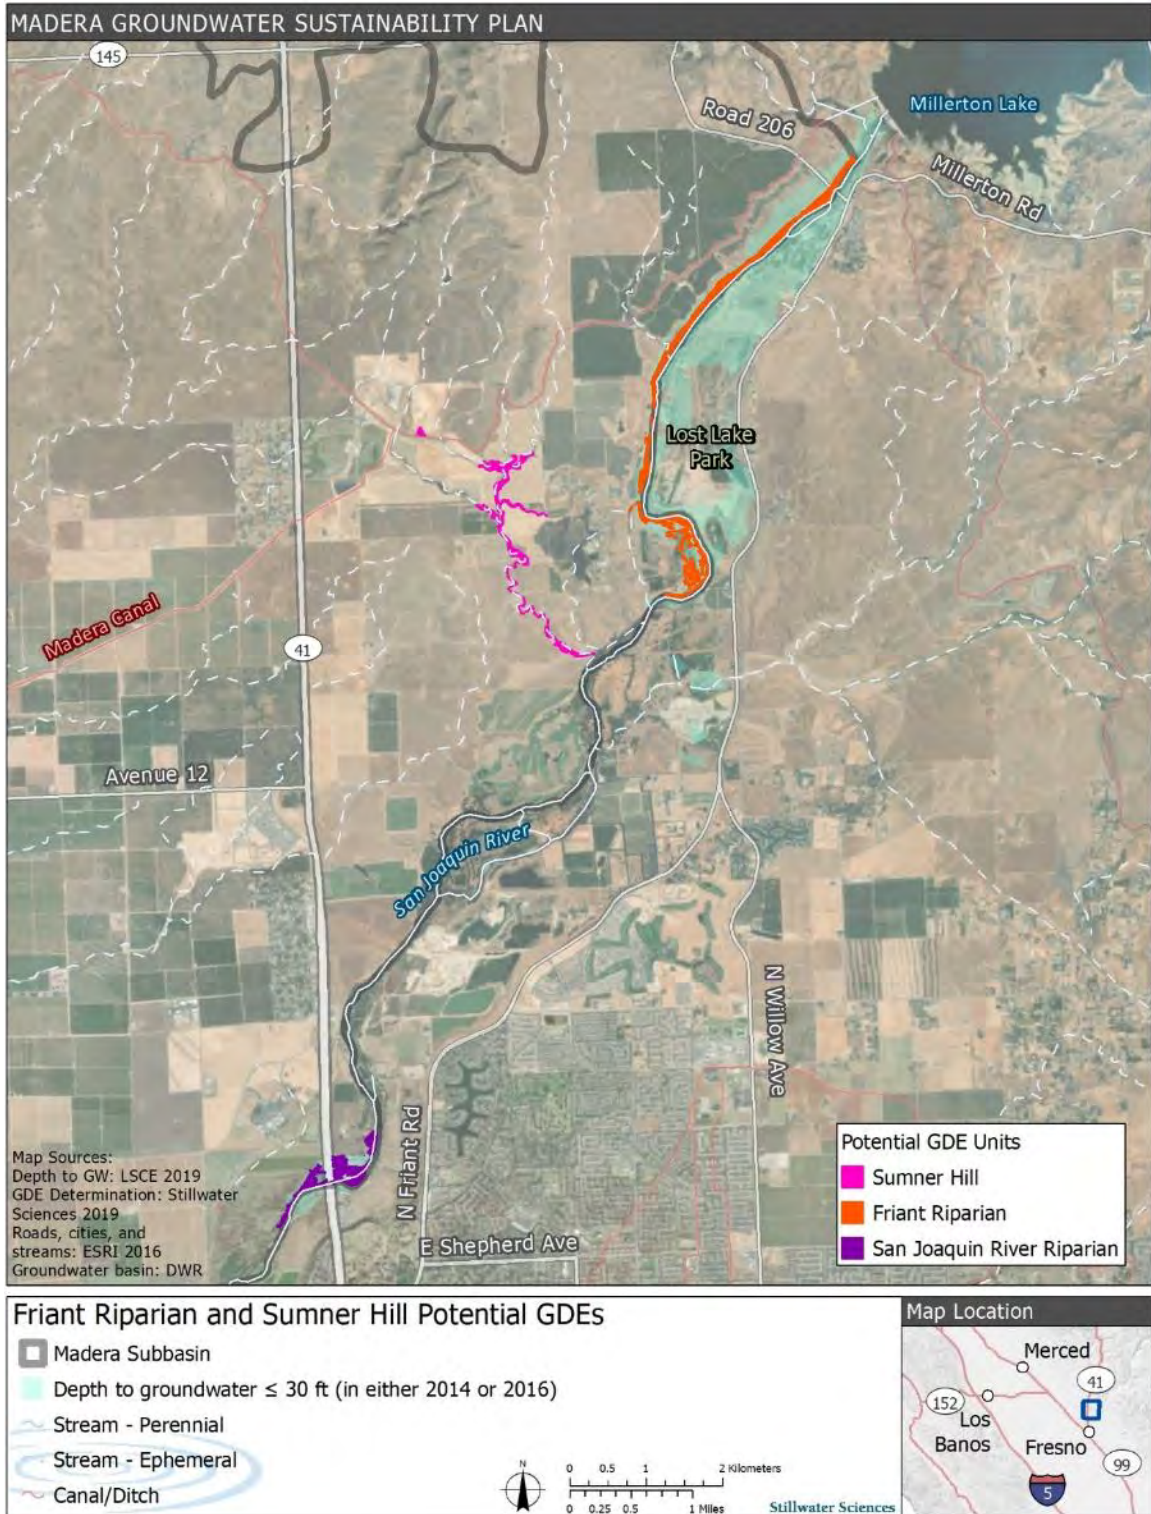 MADERA GROUNDWATER SUSTAINABILITY PLAN
145
Road 206
Millerton Lake
Millerton Rd
Lost Lake
Park
Madera Canal
41
Avenue 12
San Joaquin River
N Willow Ave
N Friant Rd
E Shepherd Ave
Map Sources:
Depth to GW: LSCE 2019
GDE Determination: Stillwater
Sciences 2019
Roads, cities, and
streams: ESRI 2016
Groundwater basin: DWR
Potential GDE Units
Sumner Hill
Friant Riparian
San Joaquin River Riparian
Friant Riparian and Sumner Hill Potential GDEs
Madera Subbasin
Depth to groundwater ≤ 30 ft (in either 2014 or 2016)
Stream - Perennial
Stream - Ephemeral
Canal/Ditch
N
0 0.5 1 2 Kilometers
0 0.25 0.5 1 Miles
Stillwater Sciences
Map Location
Merced
41
152
Los
Banos
Fresno
99
5